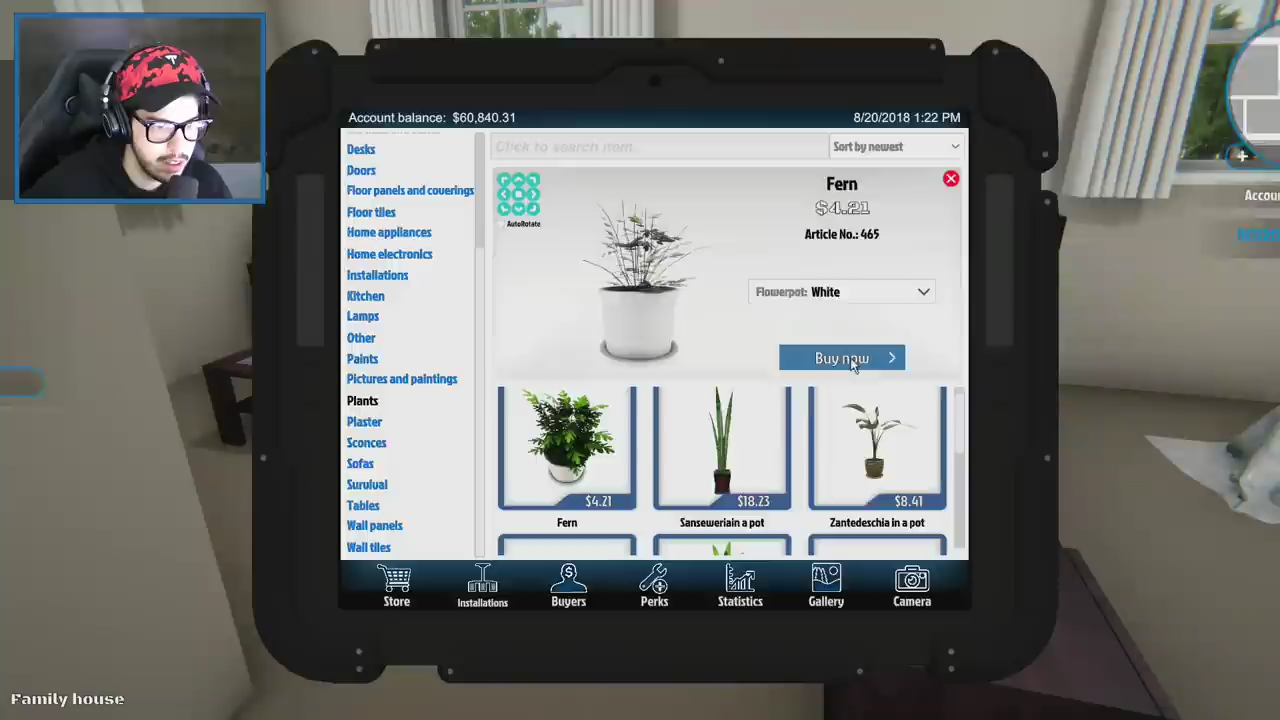 Account balance: $60,840.31
8/20/2018 1:22 PM
Desks
Doors
Floor panels and coverings
Floor tiles
Home appliances
Home electronics
Installations
Kitchen
Lamps
Other
Paints
Pictures and paintings
Plants
Plaster
Sconces
Sofas
Survival
Tables
Wall panels
Wall tiles
Click to search item...
Sort by newest
AutoRotate
Fern
$4.21
Article No.: 465
Flowerpot: White
Buy now
$4.21
$18.23
$8.41
Fern
Sanseweriain a pot
Zantedeschia in a pot
Store
Installations
Buyers
Perks
Statistics
Gallery
Camera
Family house